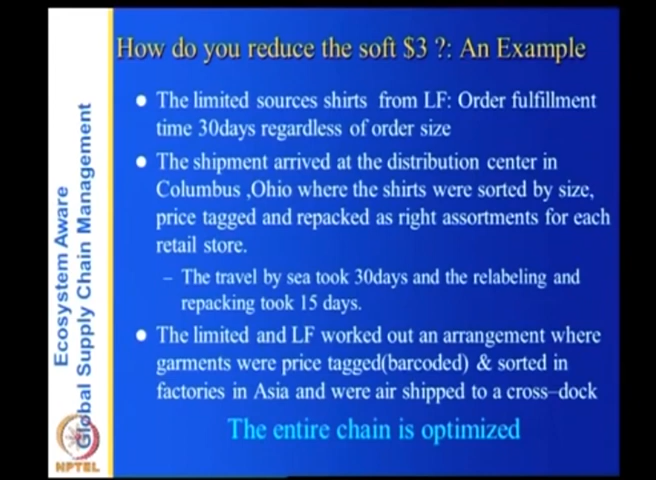 How do you reduce the soft $3 ?: An Example
The limited sources shirts from LF: Order fulfillment
time 30days regardless of order size
The shipment arrived at the distribution center in
Columbus ,Ohio where the shirts were sorted by size,
price tagged and repacked as right assortments for each
retail store.
– The travel by sea took 30days and the relabeling and
repacking took 15 days.
The limited and LF worked out an arrangement where
garments were price tagged(barcoded) & sorted in
factories in Asia and were air shipped to a cross–dock
The entire chain is optimized
Ecosystem Aware
Global Supply Chain Management
NPTEL